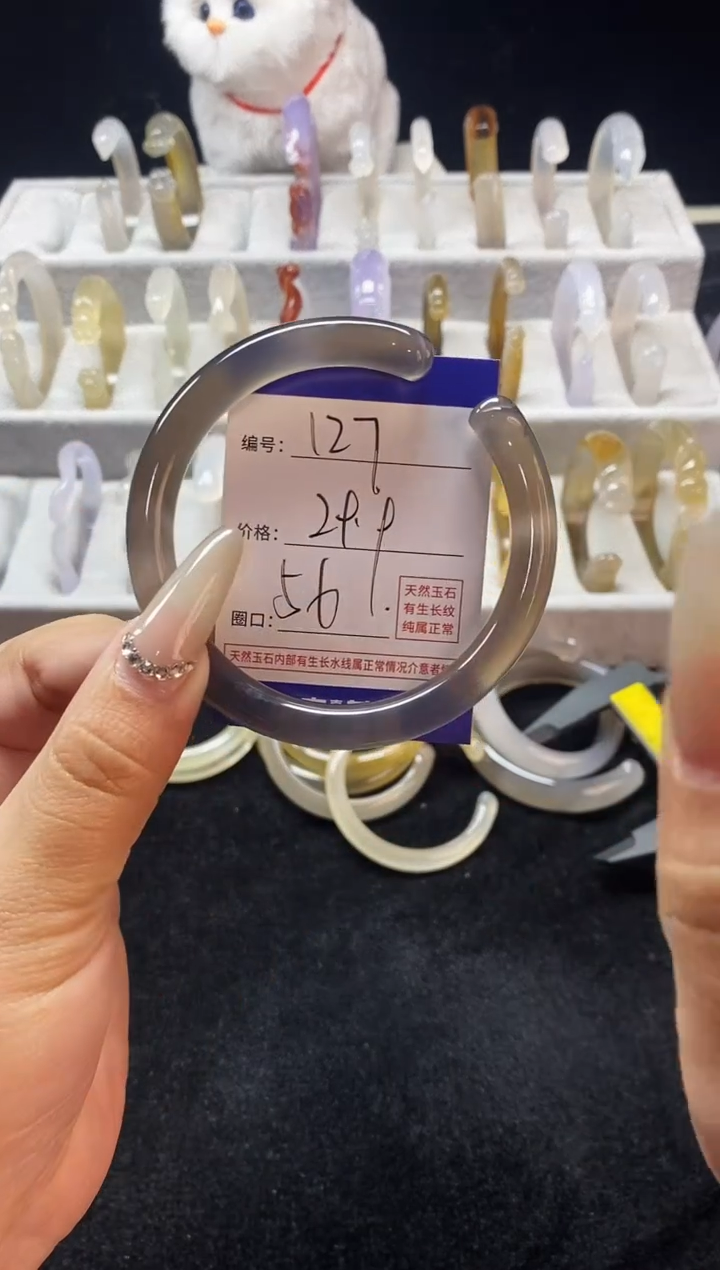 编号: 127
价格: 29.9
圈口: 56
天然玉石
有生长纹
纯属正常
天然玉石内部有生长水线属正常情况介意者